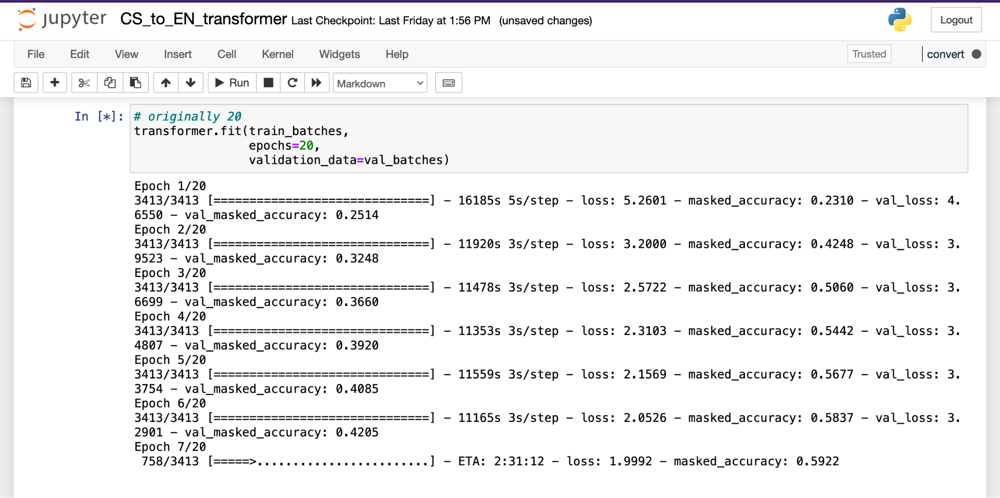 jupyter CS_to_EN_transformer Last Checkpoint: Last Friday at 1:56 PM (unsaved changes) Logout
File Edit View Insert Cell Kernel Widgets Help Trusted convert
Run Markdown
In [*]: # originally 20
transformer.fit(train_batches,
epochs=20,
validation_data=val_batches)
Epoch 1/20
3413/3413 [==============================] - 16185s 5s/step - loss: 5.2601 - masked_accuracy: 0.2310 - val_loss: 4.
6550 - val_masked_accuracy: 0.2514
Epoch 2/20
3413/3413 [==============================] - 11920s 3s/step - loss: 3.2000 - masked_accuracy: 0.4248 - val_loss: 3.
9523 - val_masked_accuracy: 0.3248
Epoch 3/20
3413/3413 [==============================] - 11478s 3s/step - loss: 2.5722 - masked_accuracy: 0.5060 - val_loss: 3.
6699 - val_masked_accuracy: 0.3660
Epoch 4/20
3413/3413 [==============================] - 11353s 3s/step - loss: 2.3103 - masked_accuracy: 0.5442 - val_loss: 3.
4807 - val_masked_accuracy: 0.3920
Epoch 5/20
3413/3413 [==============================] - 11559s 3s/step - loss: 2.1569 - masked_accuracy: 0.5677 - val_loss: 3.
3754 - val_masked_accuracy: 0.4085
Epoch 6/20
3413/3413 [==============================] - 11165s 3s/step - loss: 2.0526 - masked_accuracy: 0.5837 - val_loss: 3.
2901 - val_masked_accuracy: 0.4205
Epoch 7/20
758/3413 [=====>........................] - ETA: 2:31:12 - loss: 1.9992 - masked_accuracy: 0.5922